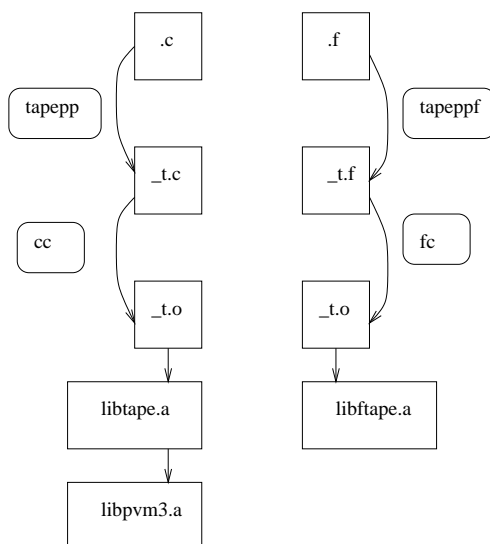 .c
.f
tapepp
tapeppf
_t.c
_t.f
cc
fc
_t.o
_t.o
libtape.a
libftape.a
libpvm3.a